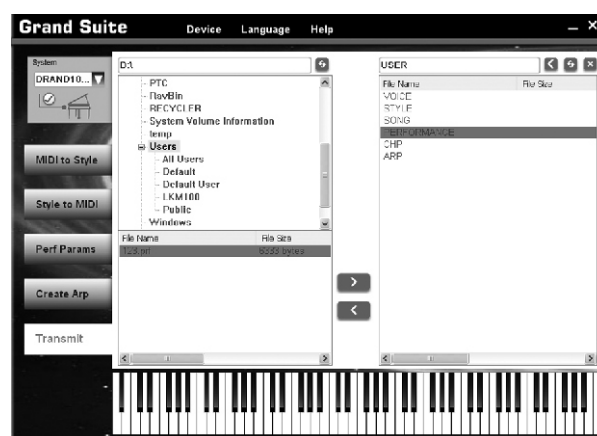 Grand Suite
Device Language Help
System
DRAND10...
MIDI to Style
Style to MIDI
Perf Params
Create Arp
Transmit
D:\
PTC
NavBin
RECYCLER
System Volume Information
temp
Users
All Users
Default
Default User
LKM100
Public
Windows
File Name File Size
123.prf 6333 bytes
> 
<
USER
File Name File Size
VOICE
STYLE
SONG
PERFORMANCE
CHP
ARP